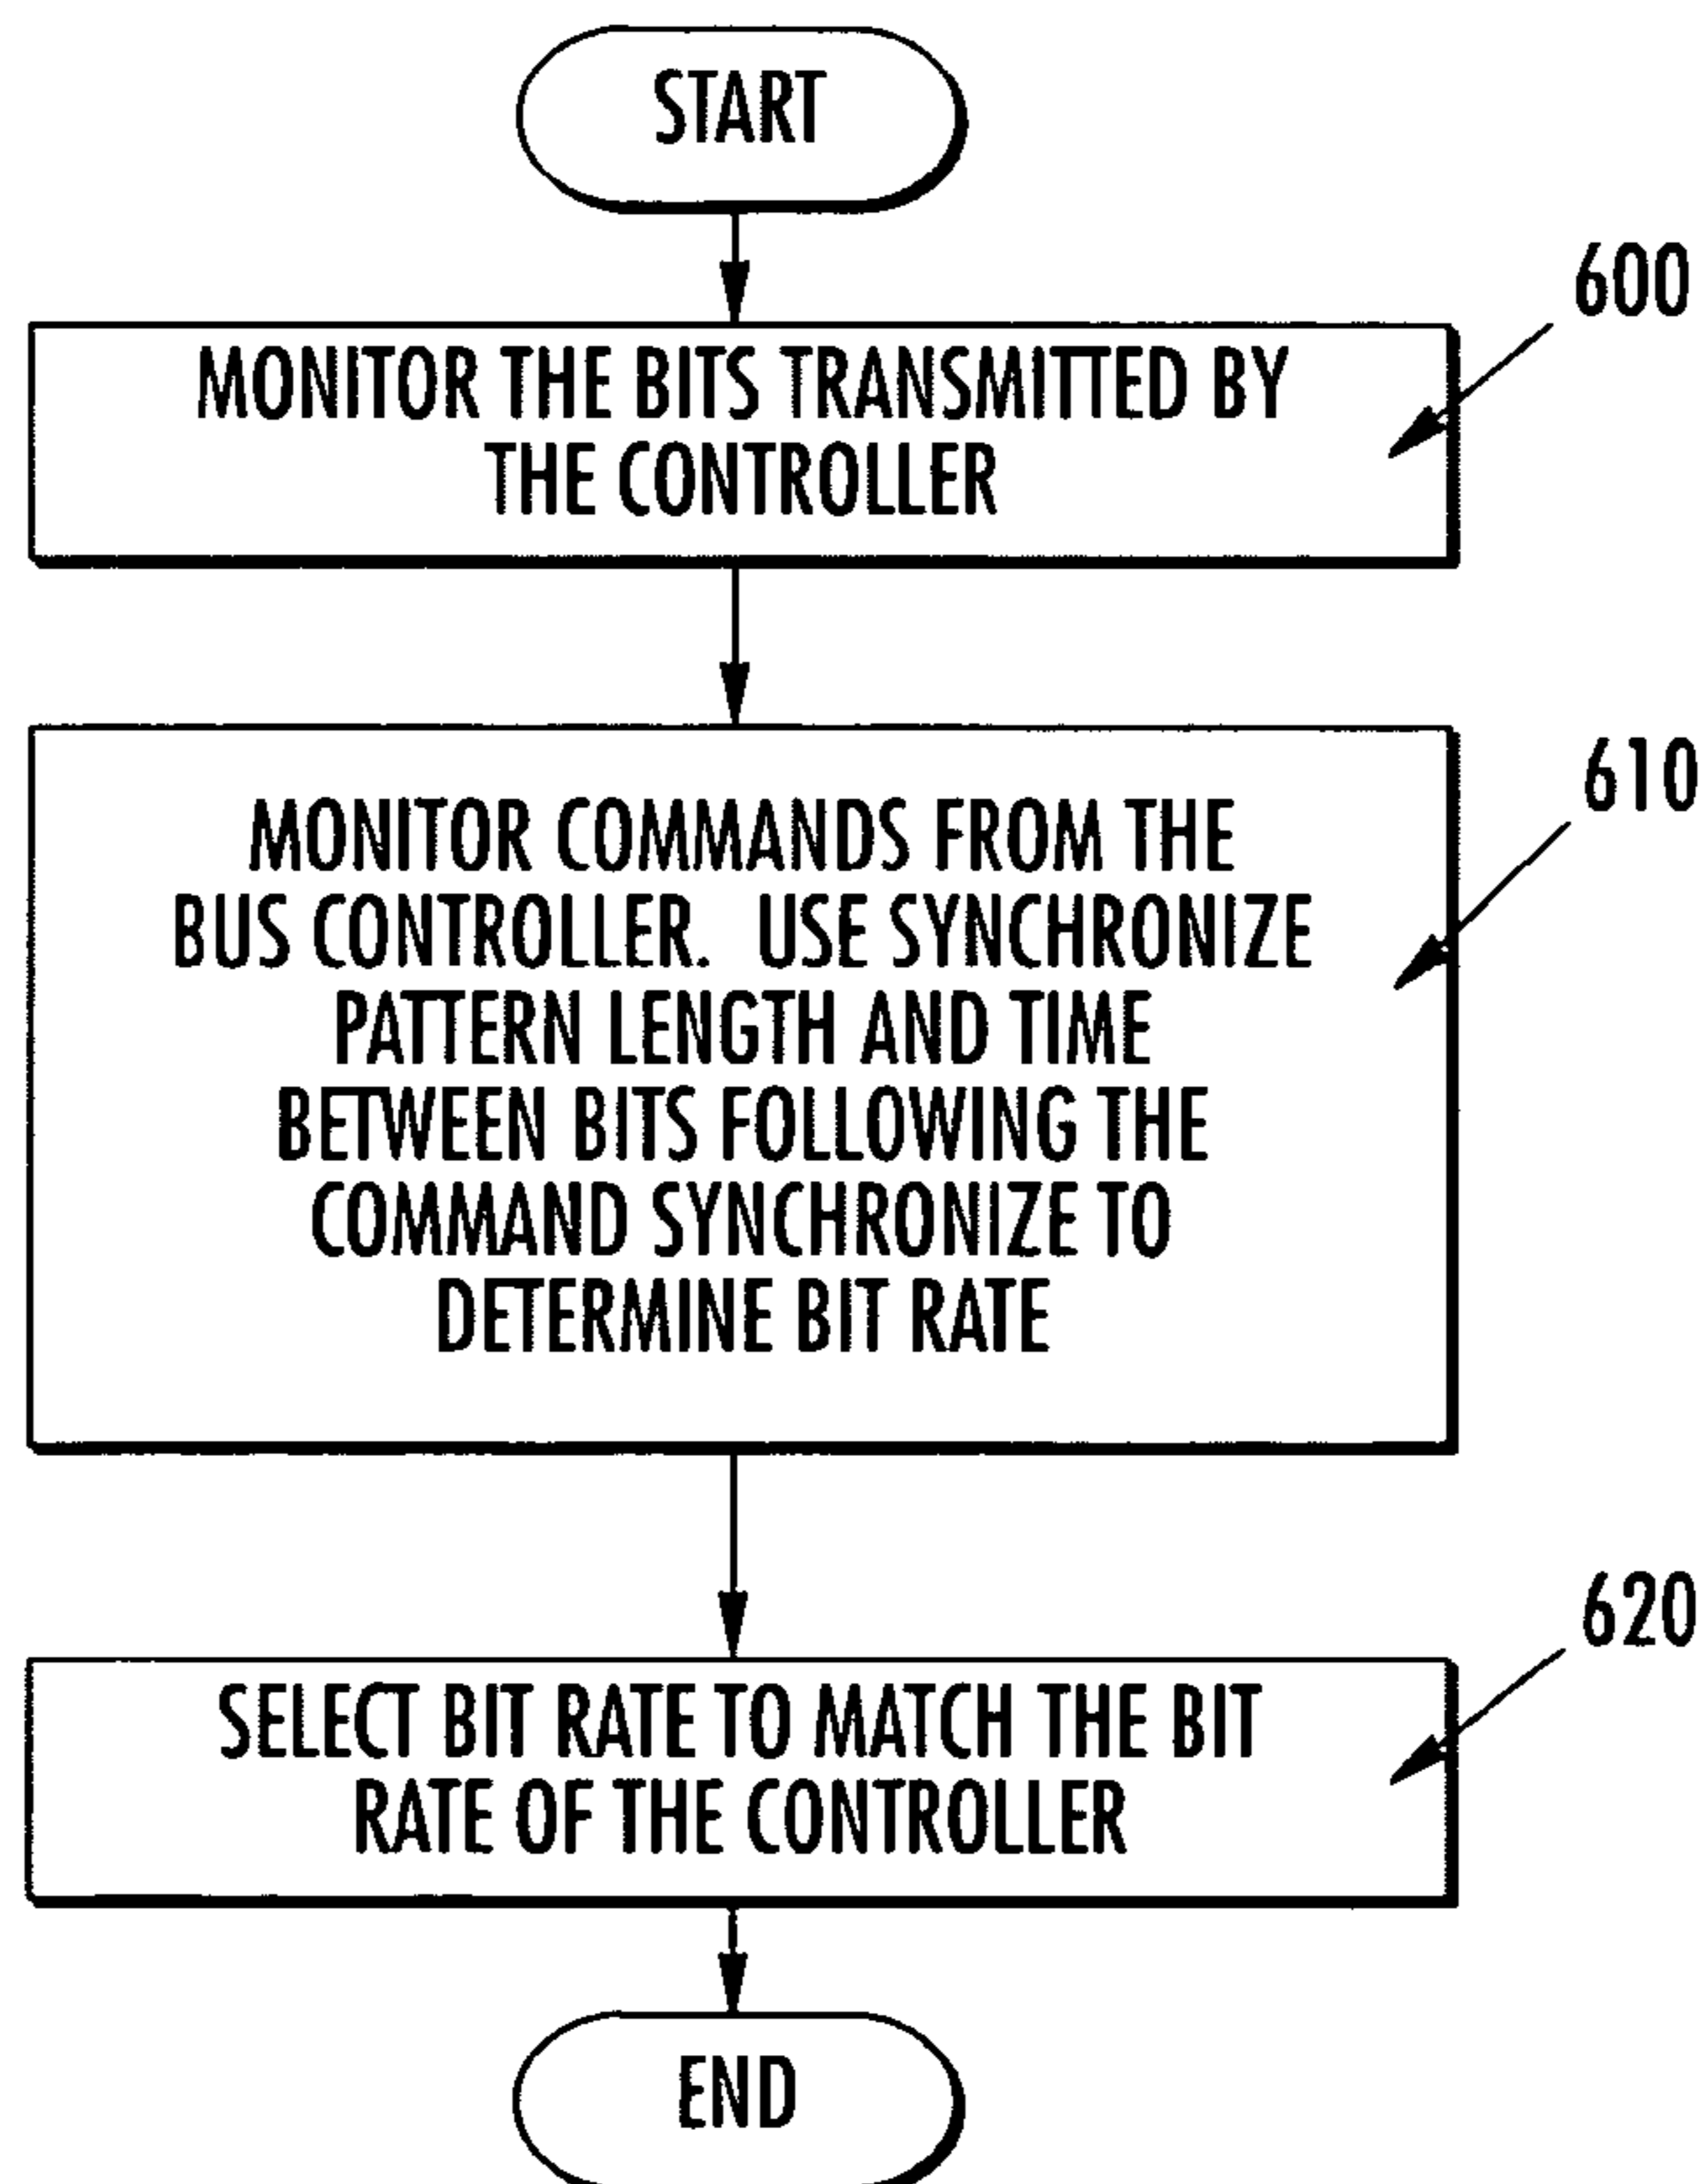 START
600
MONITOR THE BITS TRANSMITTED BY
THE CONTROLLER
610
MONITOR COMMANDS FROM THE
BUS CONTROLLER. USE SYNCHRONIZE
PATTERN LENGTH AND TIME
BETWEEN BITS FOLLOWING THE
COMMAND SYNCHRONIZE TO
DETERMINE BIT RATE
620
SELECT BIT RATE TO MATCH THE BIT
RATE OF THE CONTROLLER
END